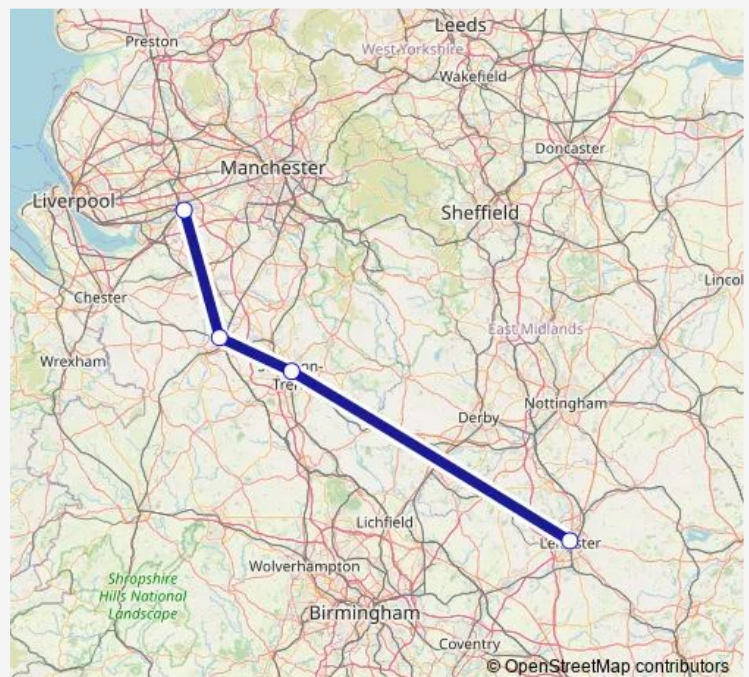 Leeds
Preston
West Yorkshire
Wakefield
Manchester
Doncaster
Liverpool
Sheffield
Lincol
Chester
East Midlands
Wrexham
Nottingham
Derby
Lichfield
Wolverhampton
Shropshire
Hills National
Landscape
Birmingham
Coventry
© OpenStreetMap contributors